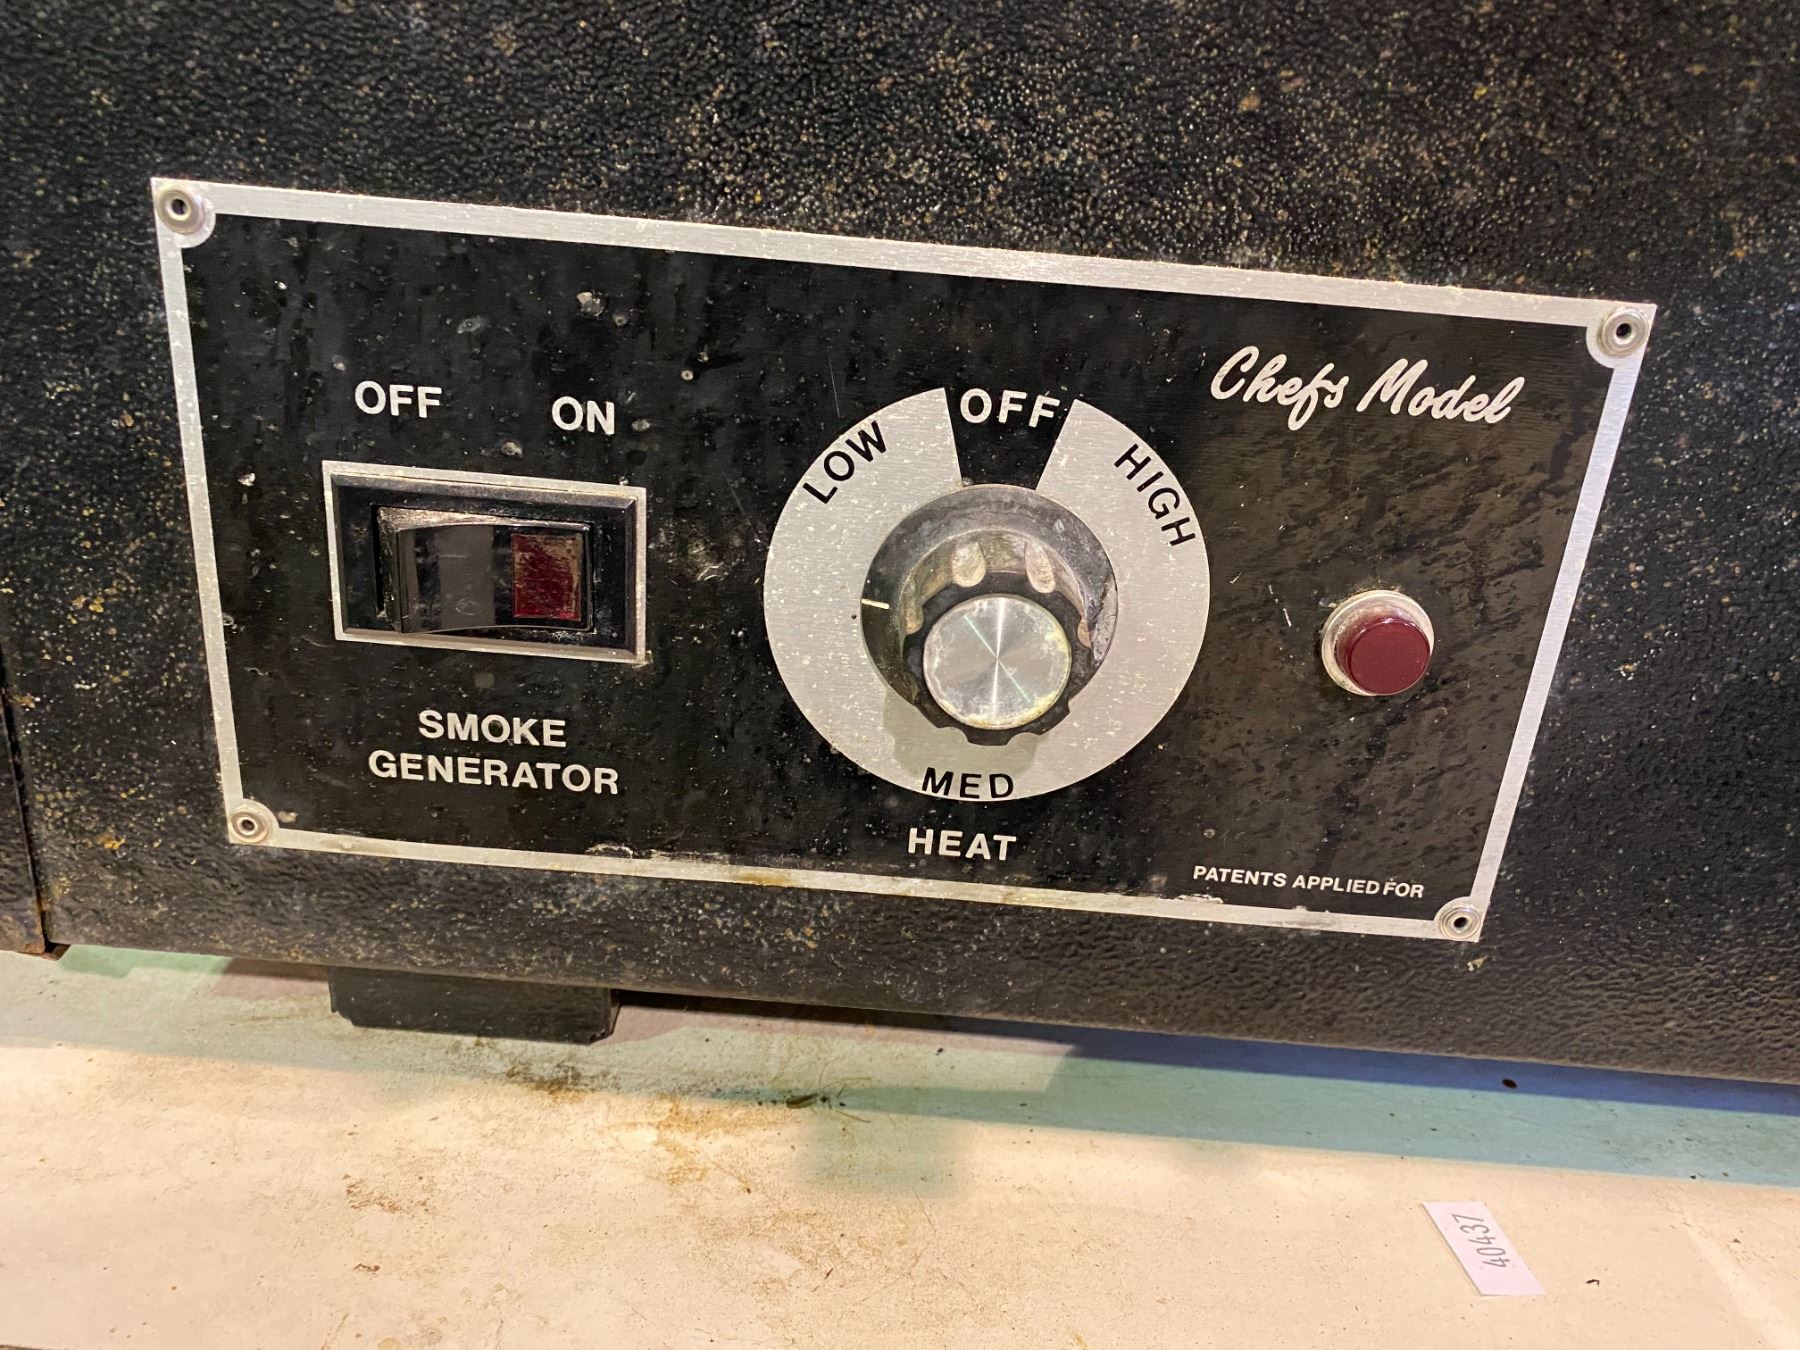 OFF ON
SMOKE
GENERATOR
OFF
LOW
HIGH
MED
HEAT
Chefs Model
PATENTS APPLIED FOR
40437